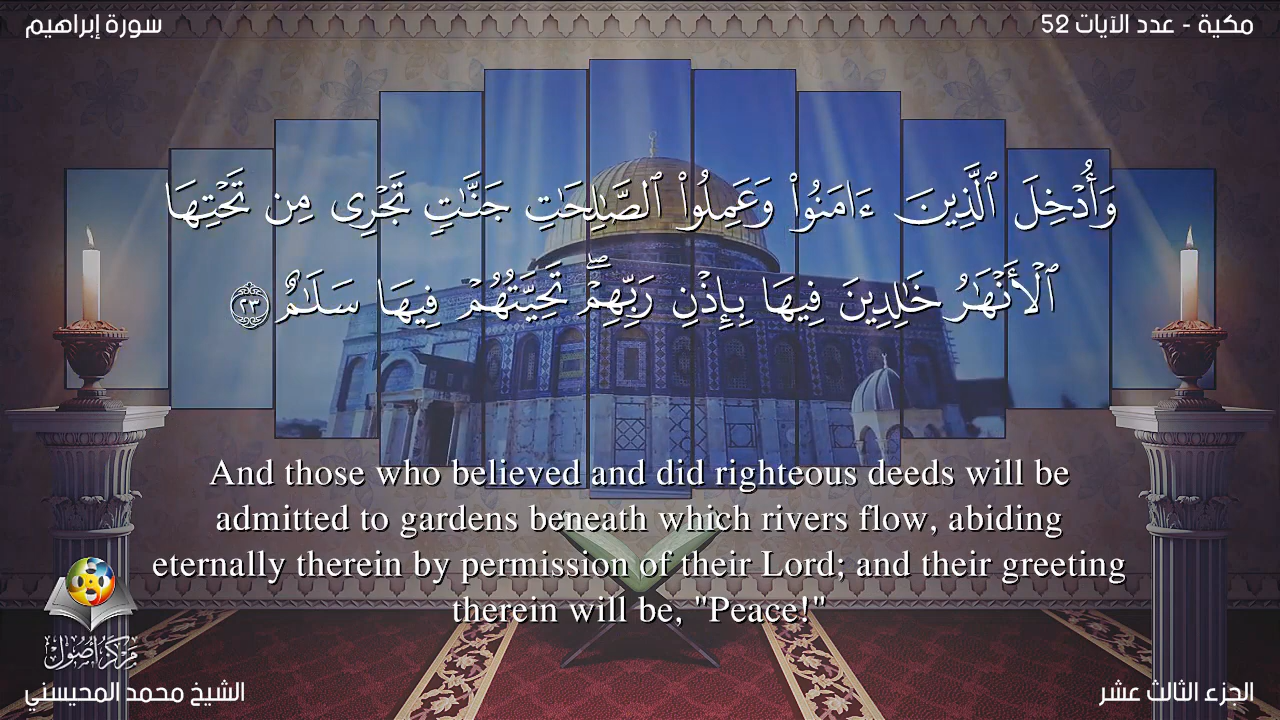 سورة إبراهيم
مكية - عدد الآيات 52
وَأُدْخِلَ ٱلَّذِينَ ءَامَنُوا۟ وَعَمِلُوا۟ ٱلصَّـٰلِحَـٰتِ جَنَّـٰتٍ تَجْرِى مِن تَحْتِهَا
ٱلْأَنْهَـٰرُ خَـٰلِدِينَ فِيهَا بِإِذْنِ رَبِّهِمْ ۖ تَحِيَّتُهُمْ فِيهَا سَلَـٰمٌ ٢٣
And those who believed and did righteous deeds will be
admitted to gardens beneath which rivers flow, abiding
eternally therein by permission of their Lord; and their greeting
therein will be, "Peace!"
مركز أصول
الشيخ محمد المحيسني
الجزء الثالث عشر